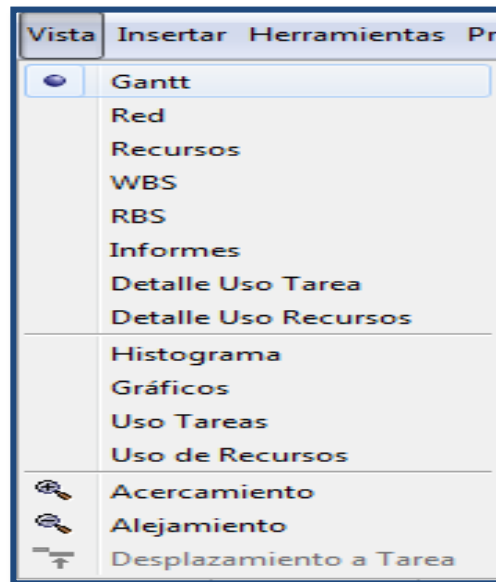 Vista Insertar Herramientas Pr
Gantt
Red
Recursos
WBS
RBS
Informes
Detalle Uso Tarea
Detalle Uso Recursos
Histograma
Gráficos
Uso Tareas
Uso de Recursos
Acercamiento
Alejamiento
Desplazamiento a Tarea